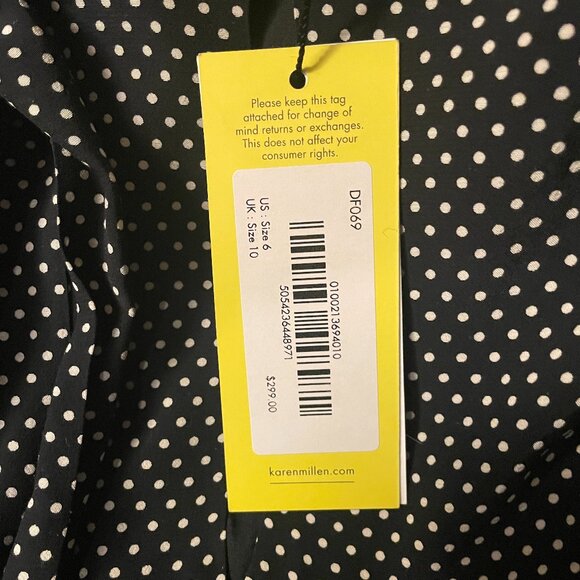 Please keep this tag
attached for change of
mind returns or exchanges.
This does not affect your
consumer rights.
DF069
0100213694010
5054236448971
US : Size 6
UK : Size 10
$299.00
karenmillen.com